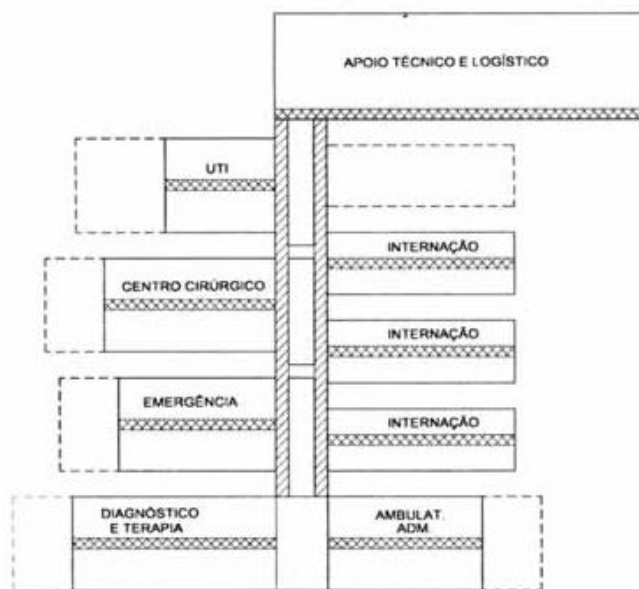 APOIO TÉCNICO E LOGÍSTICO
UTI
INTERNAÇÃO
CENTRO CIRÚRGICO
INTERNAÇÃO
EMERGÊNCIA
INTERNAÇÃO
DIAGNÓSTICO
E TERAPIA
AMBULAT.
ADM.